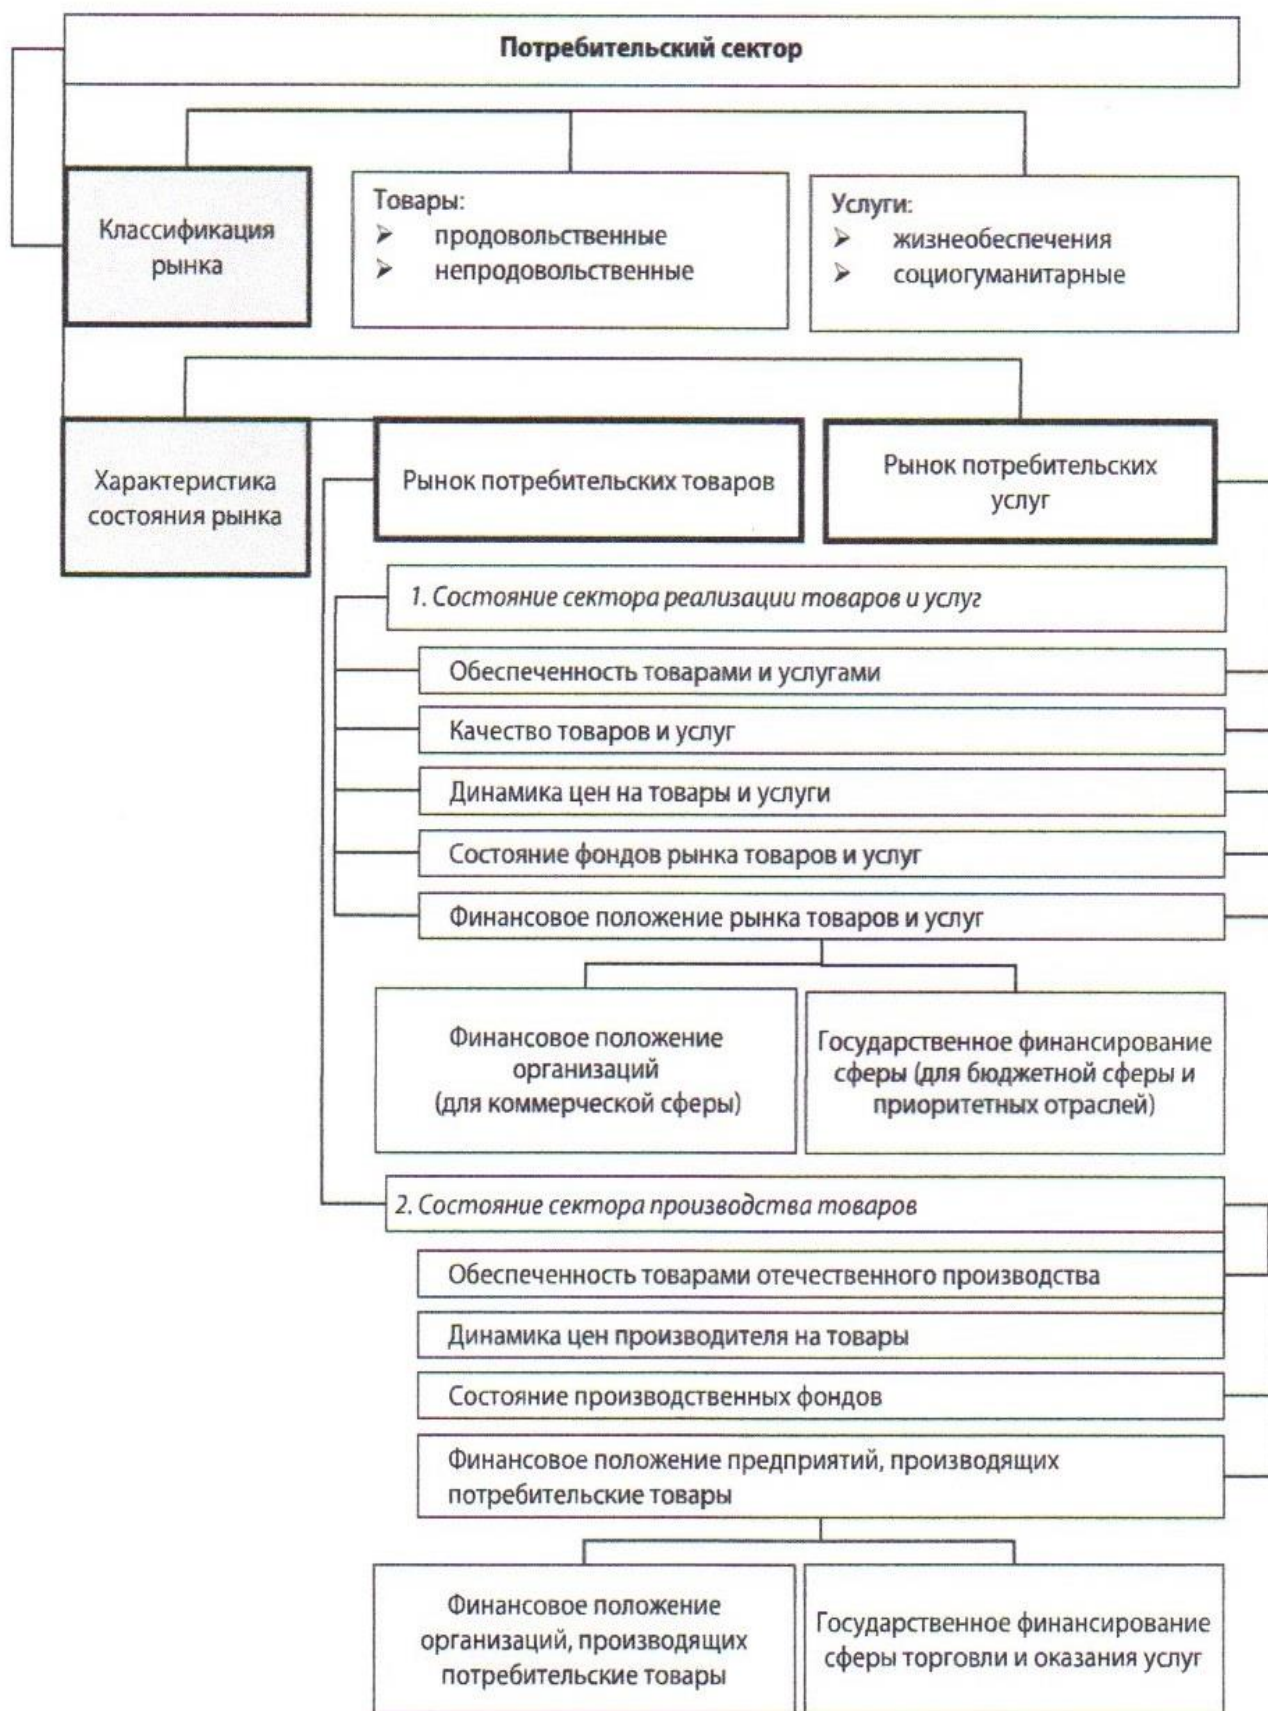 Потребительский сектор
Классификация
рынка
Товары:
➢ продовольственные
➢ непродовольственные
Услуги:
➢ жизнеобеспечения
➢ социогуманитарные
Характеристика
состояния рынка
Рынок потребительских товаров
Рынок потребительских
услуг
1. Состояние сектора реализации товаров и услуг
Обеспеченность товарами и услугами
Качество товаров и услуг
Динамика цен на товары и услуги
Состояние фондов рынка товаров и услуг
Финансовое положение рынка товаров и услуг
Финансовое положение
организаций
(для коммерческой сферы)
Государственное финансирование
сферы (для бюджетной сферы и
приоритетных отраслей)
2. Состояние сектора производства товаров
Обеспеченность товарами отечественного производства
Динамика цен производителя на товары
Состояние производственных фондов
Финансовое положение предприятий, производящих
потребительские товары
Финансовое положение
организаций, производящих
потребительские товары
Государственное финансирование
сферы торговли и оказания услуг